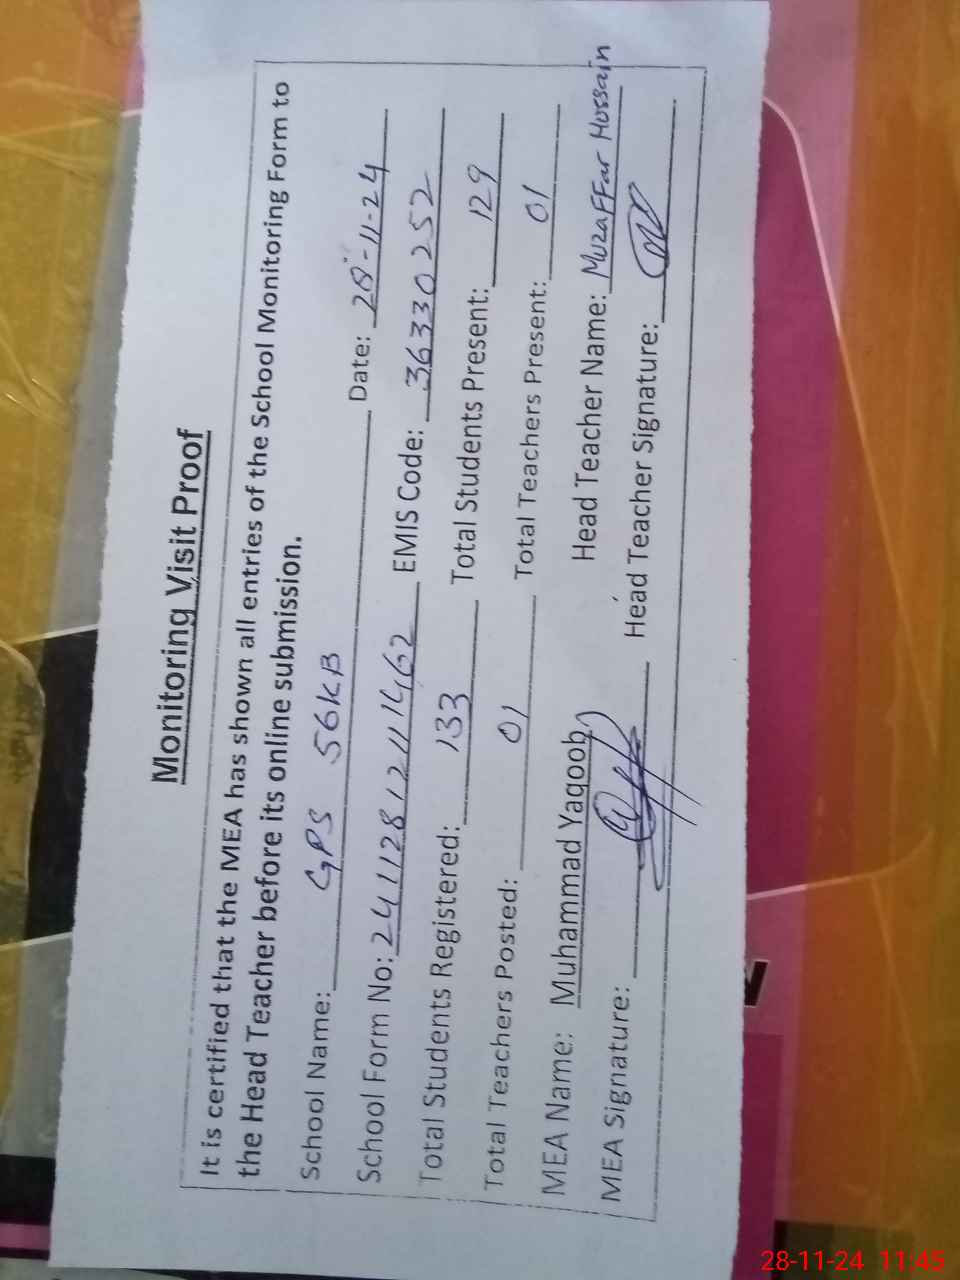 Monitoring Visit Proof
It is certified that the MEA has shown all entries of the School Monitoring Form to
the Head Teacher before its online submission.
School Name: GPS 56KB Date: 28-11-24
School Form No: 241128121111462 EMIS Code: 36330252
Total Students Registered: 133 Total Students Present: 129
Total Teachers Posted: 01 Total Teachers Present: 01
MEA Name: Muhammad Yaqoob Head Teacher Name: Muzaffar Hussain
MEA Signature: Head Teacher Signature:
28-11-24 11:45